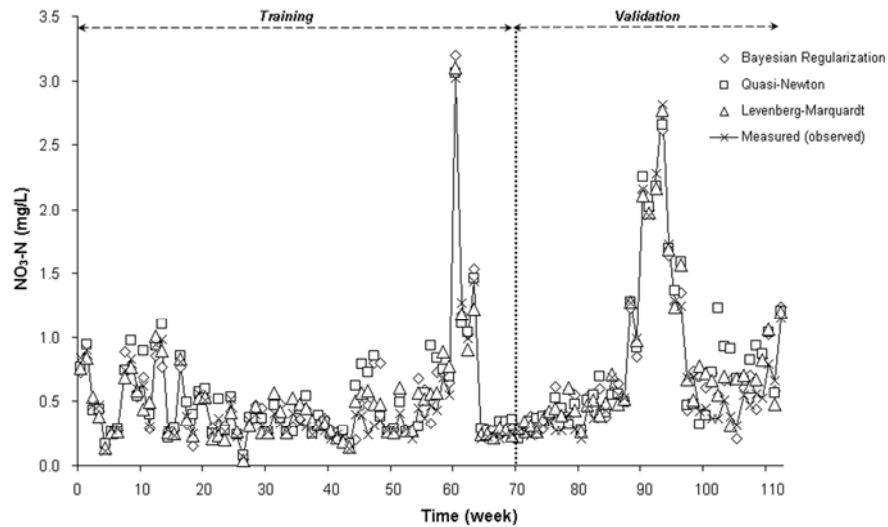 Training Validation
3.5
3.0
2.5
2.0
1.5
1.0
0.5
0.0
NO₃-N (mg/L)
Bayesian Regularization
Quasi-Newton
Levenberg-Marquardt
Measured (observed)
0 10 20 30 40 50 60 70 80 90 100 110
Time (week)